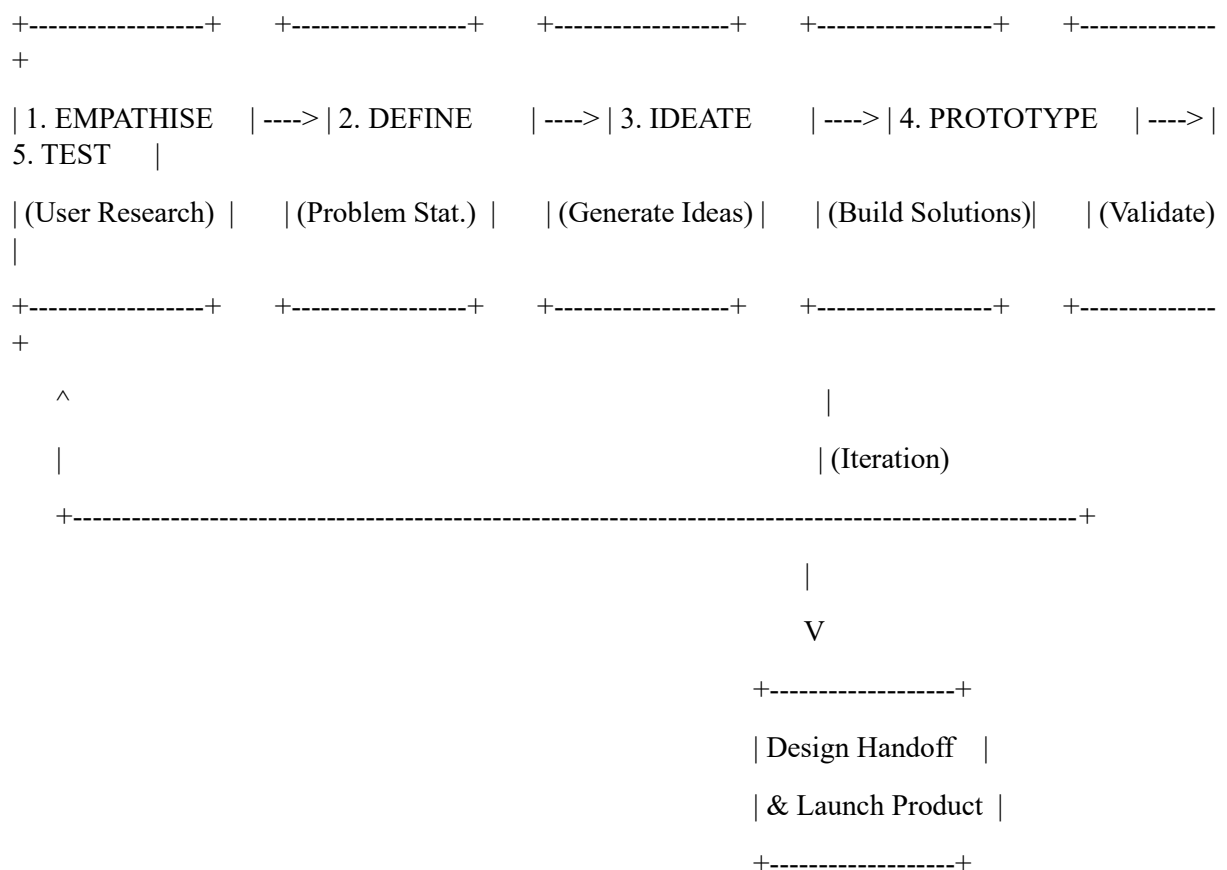 +------------------+ +------------------+ +------------------+ +------------------+ +--------------
+
| 1. EMPATHISE | ----> | 2. DEFINE | ----> | 3. IDEATE | ----> | 4. PROTOTYPE | ----> |
5. TEST |
| (User Research) | | (Problem Stat.) | | (Generate Ideas) | | (Build Solutions)| | (Validate)
|
+------------------+ +------------------+ +------------------+ +------------------+ +--------------
+
^ |
| | (Iteration)
+-------------------------------------------------------------------------------------------------------+
|
V
+-------------------+
| Design Handoff |
| & Launch Product |
+-------------------+